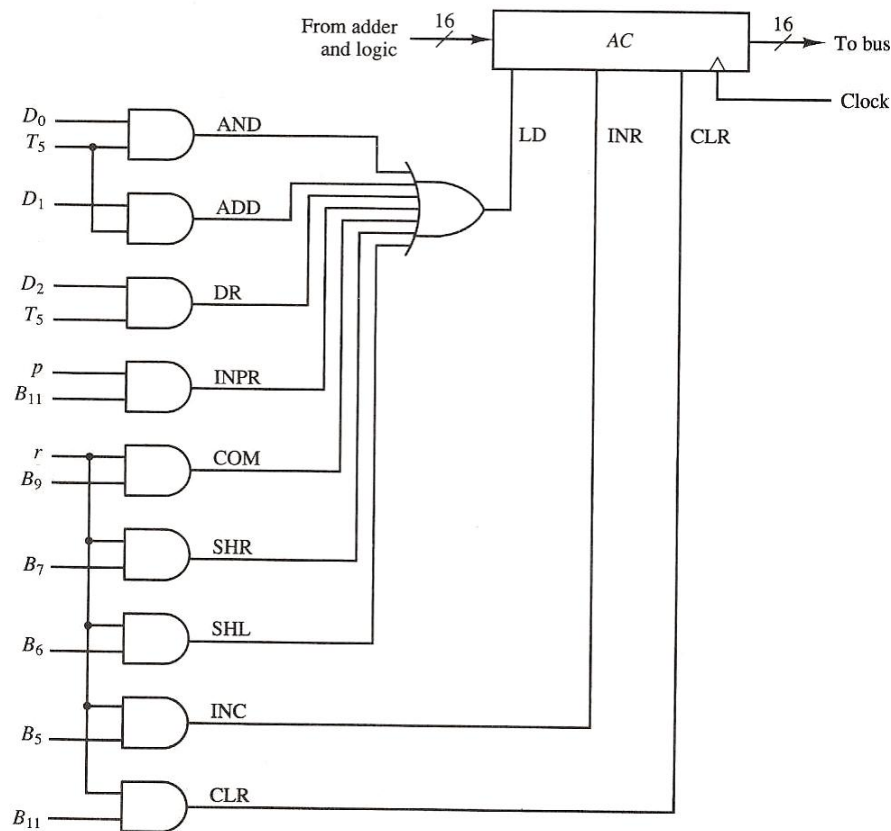 From adder
and logic
16
AC
16
To bus
Clock
LD
INR
CLR
D0
T5
AND
D1
ADD
D2
T5
DR
p
B11
INPR
r
B9
COM
B7
SHR
B6
SHL
B5
INC
B11
CLR